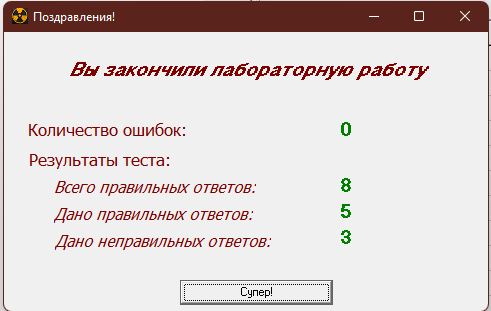 Поздравления!
Вы закончили лабораторную работу
Количество ошибок: 0
Результаты теста:
Всего правильных ответов: 8
Дано правильных ответов: 5
Дано неправильных ответов: 3
Супер!